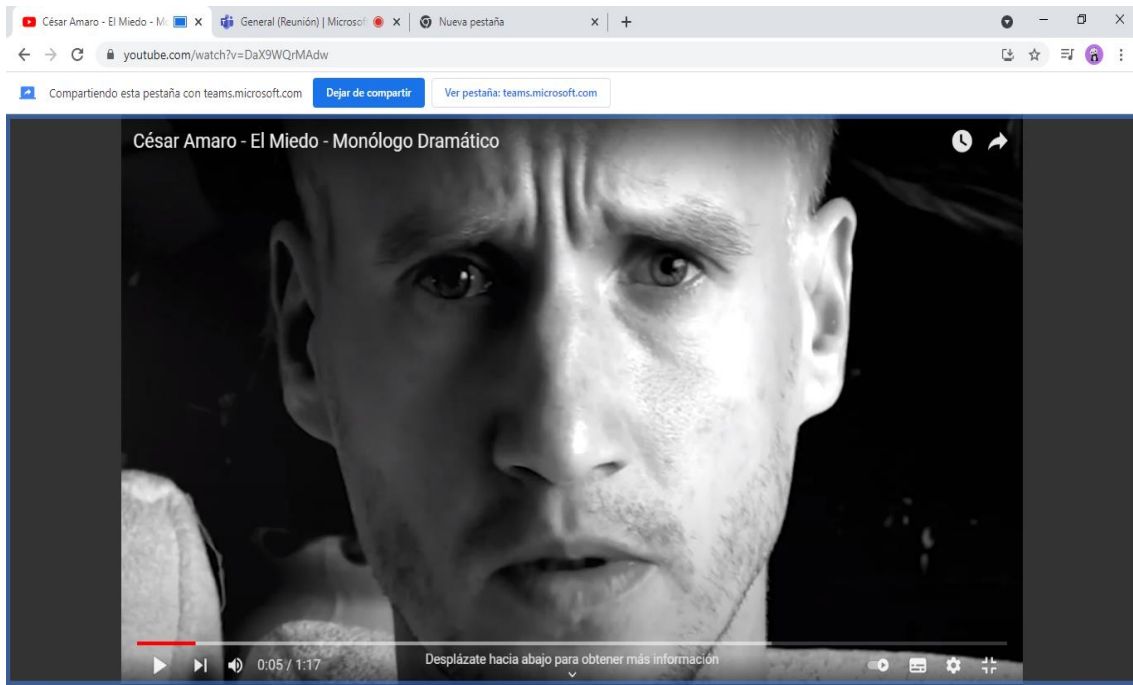 César Amaro - El Miedo - Mo
General (Reunión) | Microsof
Nueva pestaña
youtube.com/watch?v=DaX9WQrMAdw
Compartiendo esta pestaña con teams.microsoft.com
Dejar de compartir
Ver pestaña: teams.microsoft.com
César Amaro - El Miedo - Monólogo Dramático
0:05 / 1:17
Desplázate hacia abajo para obtener más información